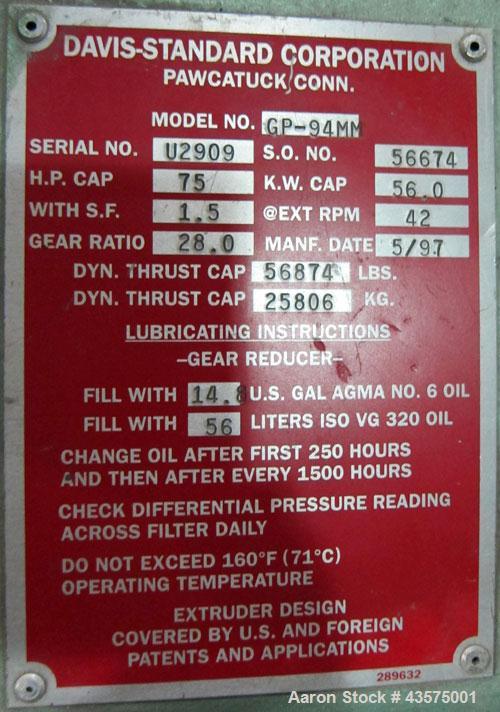 DAVIS-STANDARD CORPORATION
PAWCATUCK, CONN.
MODEL NO. GP-94MM
SERIAL NO. U2909 S.O. NO. 56674
H.P. CAP 75 K.W. CAP 56.0
WITH S.F. 1.5 @EXT RPM 42
GEAR RATIO 28.0 MANF. DATE 5/97
DYN. THRUST CAP 56874 LBS.
DYN. THRUST CAP 25806 KG.
LUBRICATING INSTRUCTIONS
–GEAR REDUCER–
FILL WITH 14.8 U.S. GAL AGMA NO. 6 OIL
FILL WITH 56 LITERS ISO VG 320 OIL
CHANGE OIL AFTER FIRST 250 HOURS
AND THEN AFTER EVERY 1500 HOURS
CHECK DIFFERENTIAL PRESSURE READING
ACROSS FILTER DAILY
DO NOT EXCEED 160°F (71°C)
OPERATING TEMPERATURE
EXTRUDER DESIGN
COVERED BY U.S. AND FOREIGN
PATENTS AND APPLICATIONS
289632
Aaron Stock # 43575001